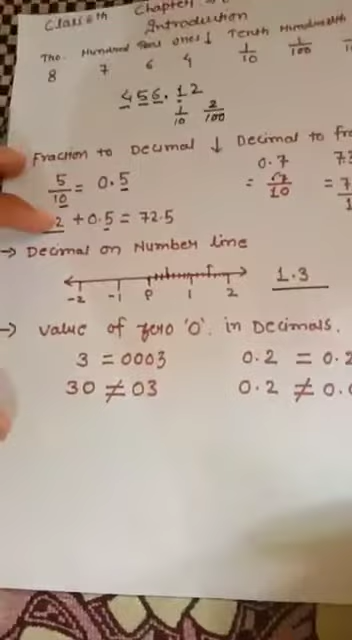 Class 6th Chapter
Introduction
Tho. Hundred Tens ones ↓ Tenth Hundredth
8 7 6 4 1/10 1/100
456.12
1/10 2/100
Fraction to Decimal ↓ Decimal to Fr
5/10 = 0.5 0.7 = 7/10 = 7
2 + 0.5 = 72.5
→ Decimal on Number line
-2 -1 0 1 2 1.3
→ Value of zero '0'. in Decimals.
3 = 0003 0.2 = 0.2
30 ≠ 03 0.2 ≠ 0.0